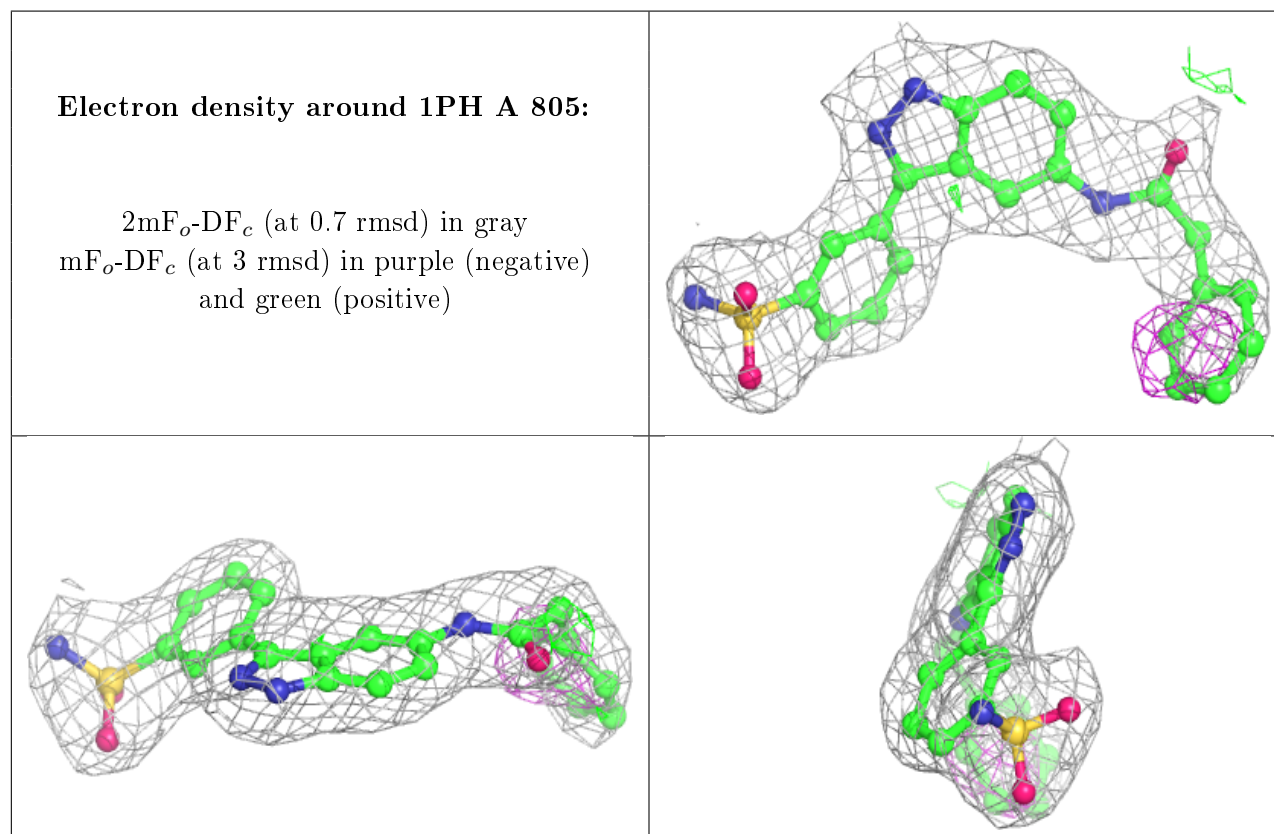 Electron density around 1PH A 805:
2mFo-DFc (at 0.7 rmsd) in gray
mFo-DFc (at 3 rmsd) in purple (negative)
and green (positive)